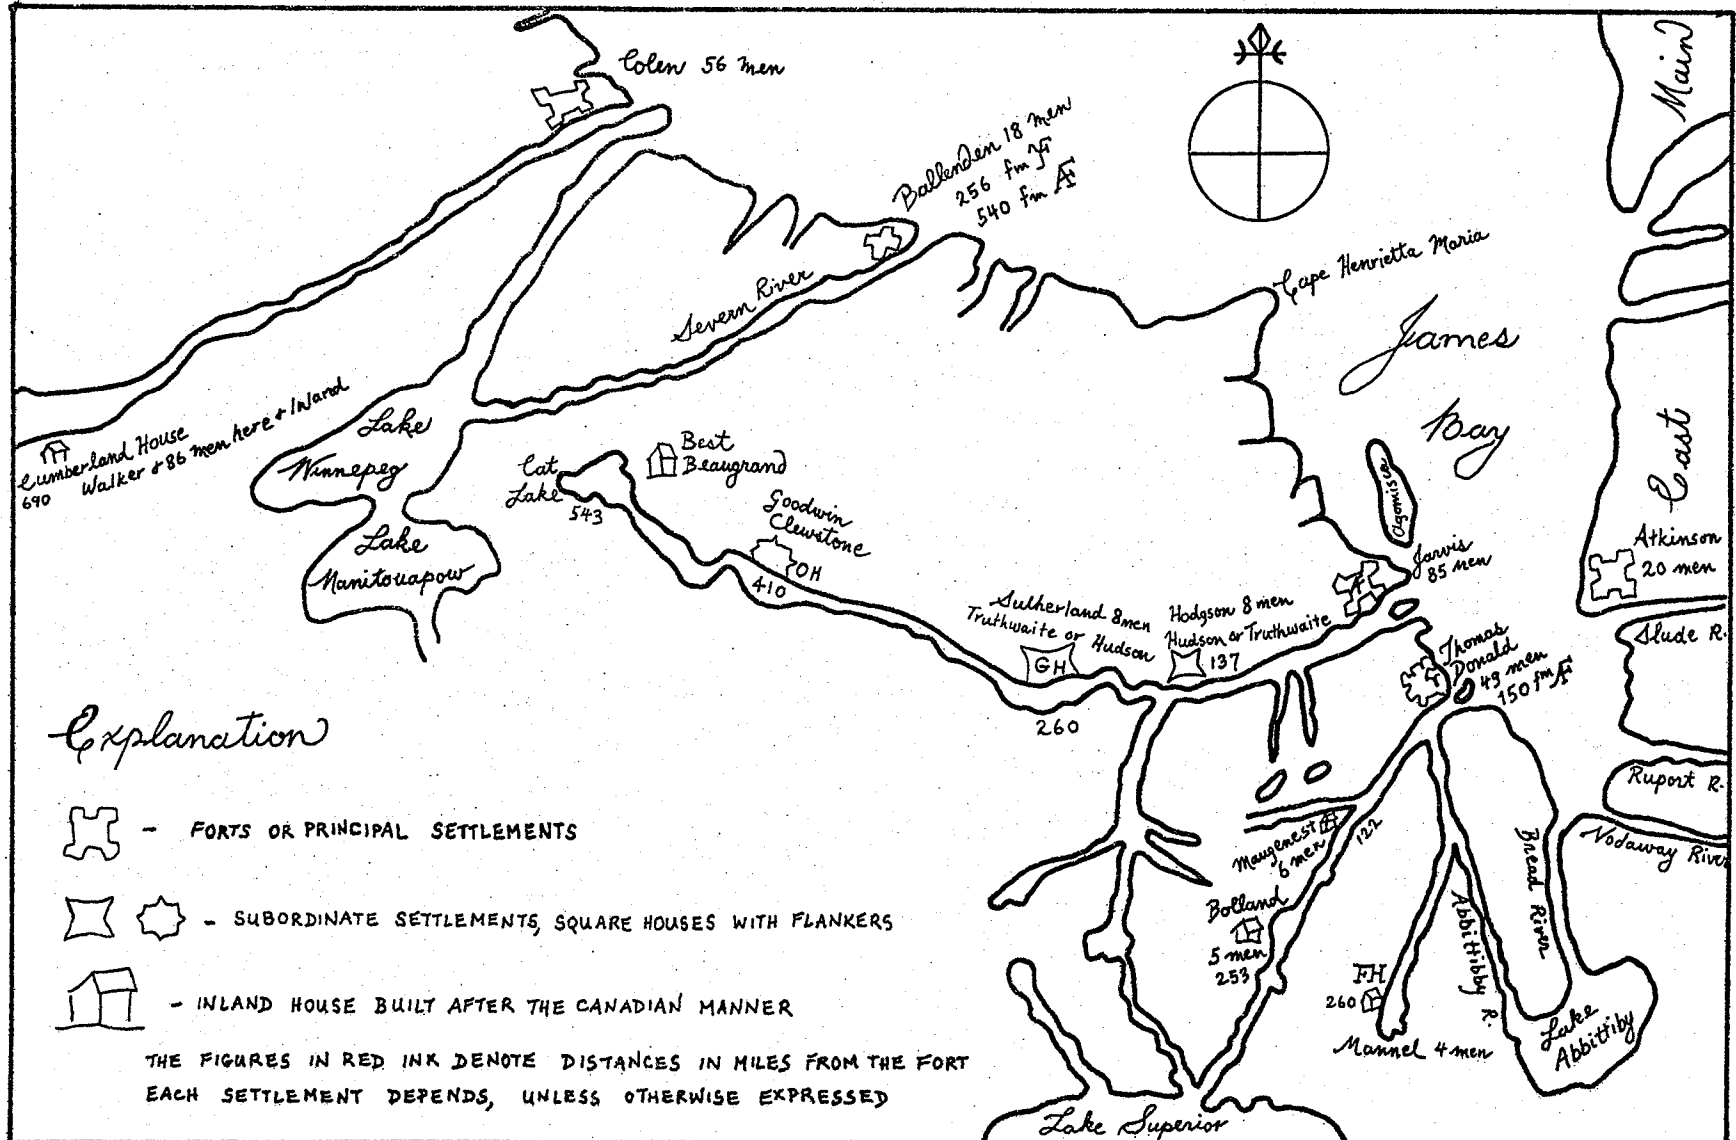 Colen 56 men
Ballenden 18 men
256 fm YF
540 fm AF
Main
Cape Henrietta Maria
Severn River
James
Bay
East
Cumberland House
Walker & 86 men here & Inland
690
Lake
Winnepeg
Lake
Manitouapow
Cat
Lake
543
Best
Beaugrand
Goodwin
Clewstone
OH
410
Agomisca
Jarvis
85 men
Atkinson
20 men
Sutherland 8 men
Truthwaite or Hudson
GH
260
Hodgson 8 men
Hudson or Truthwaite
137
Thomas
Donald
49 men
150 fm AF
Slude R.
Ruport R.
Nodaway River
Maugenest
6 men
122
Bolland
5 men
253
FH
260
Mannel 4 men
Abbittibby R.
Bread River
Lake
Abbittiby
Lake Superior
Explanation
- FORTS OR PRINCIPAL SETTLEMENTS
- SUBORDINATE SETTLEMENTS, SQUARE HOUSES WITH FLANKERS
- INLAND HOUSE BUILT AFTER THE CANADIAN MANNER
THE FIGURES IN RED INK DENOTE DISTANCES IN MILES FROM THE FORT
EACH SETTLEMENT DEPENDS, UNLESS OTHERWISE EXPRESSED